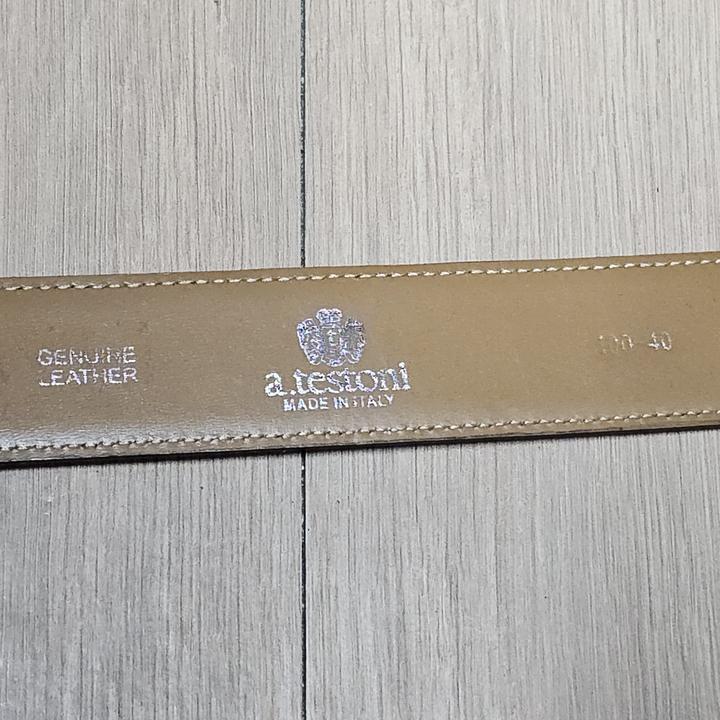 GENUINE
LEATHER
a.testoni
MADE IN ITALY
100-40